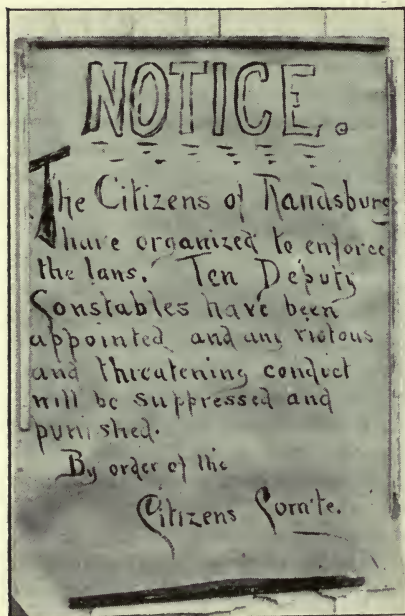 NOTICE.
The Citizens of Randsburg
have organized to enforce
the laws. Ten Deputy
Constables have been
appointed, and any riotous
and threatening conduct
will be suppressed and
punished.
By order of the
Citizens Com'te.